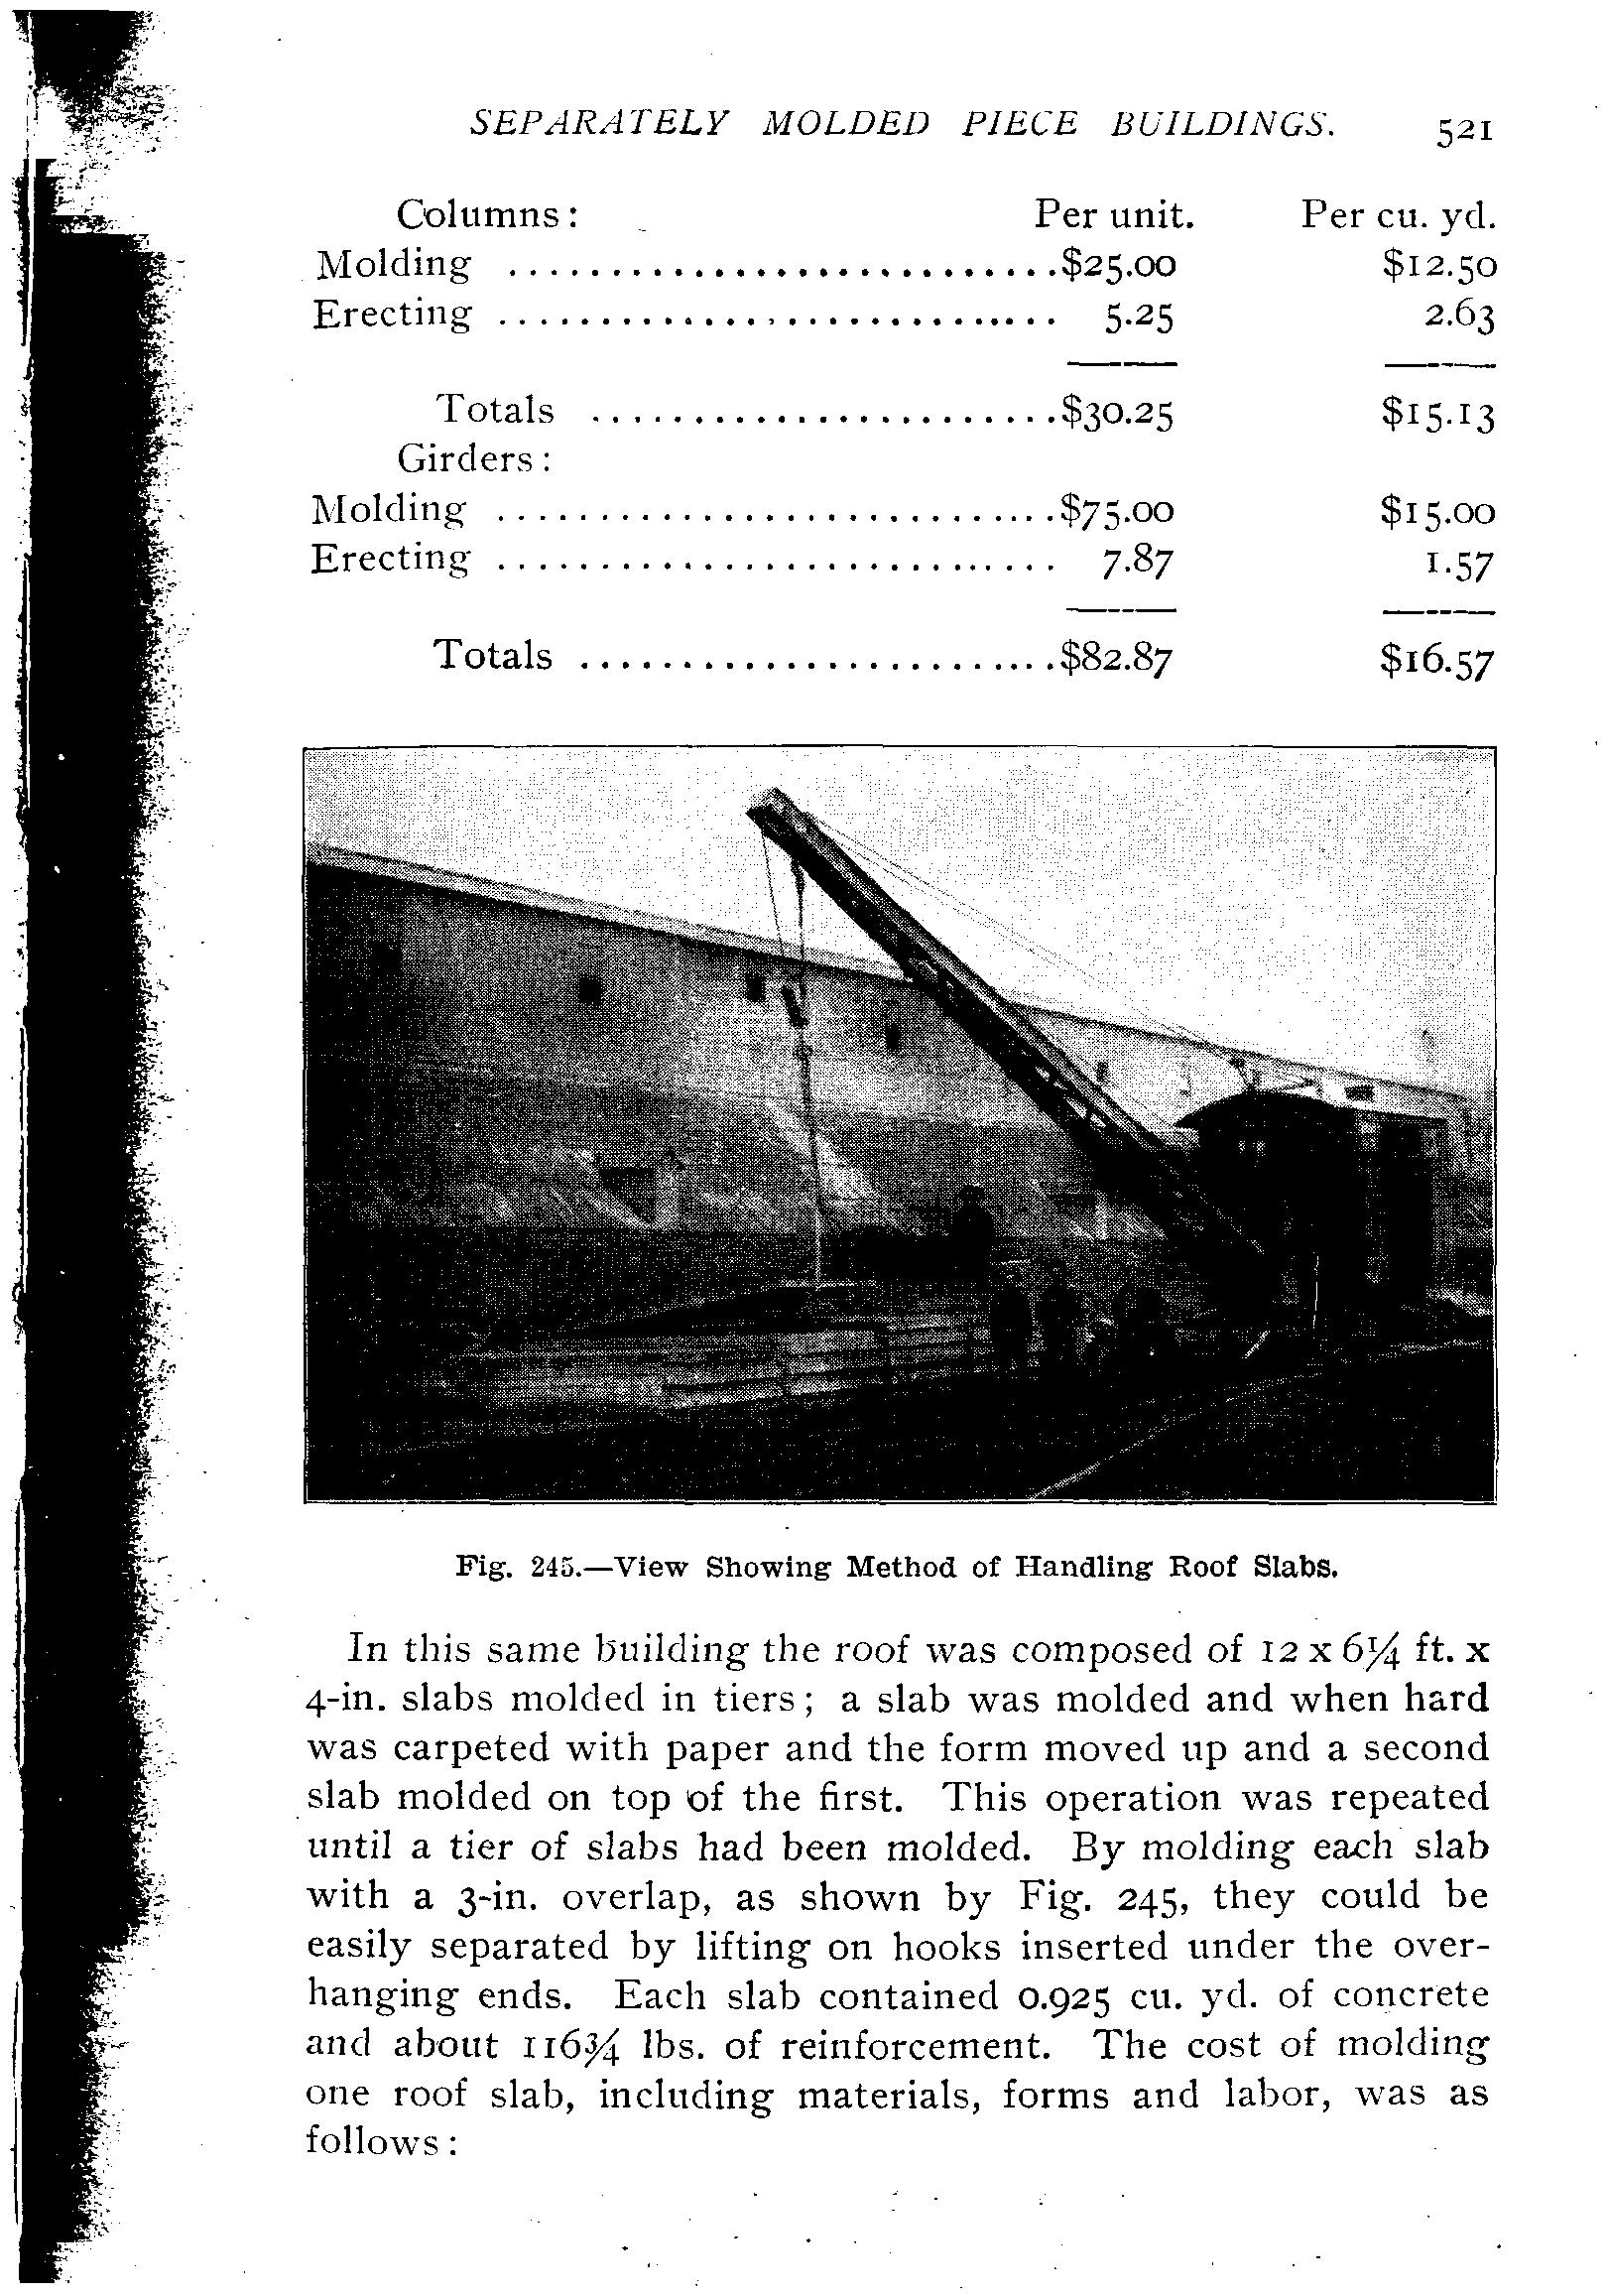 SEPARATELY MOLDED PIECE BUILDINGS. 521
Columns: Per unit. Per cu. yd.
Molding ...........................$25.00 $12.50
Erecting ........................... 5.25 2.63
Totals .......................$30.25 $15.13
Girders:
Molding ...........................$75.00 $15.00
Erecting ........................... 7.87 1.57
Totals .......................$82.87 $16.57
Fig. 245.—View Showing Method of Handling Roof Slabs.
In this same building the roof was composed of 12 x 6¼ ft. x
4-in. slabs molded in tiers; a slab was molded and when hard
was carpeted with paper and the form moved up and a second
slab molded on top of the first. This operation was repeated
until a tier of slabs had been molded. By molding each slab
with a 3-in. overlap, as shown by Fig. 245, they could be
easily separated by lifting on hooks inserted under the over-
hanging ends. Each slab contained 0.925 cu. yd. of concrete
and about 116¾ lbs. of reinforcement. The cost of molding
one roof slab, including materials, forms and labor, was as
follows: